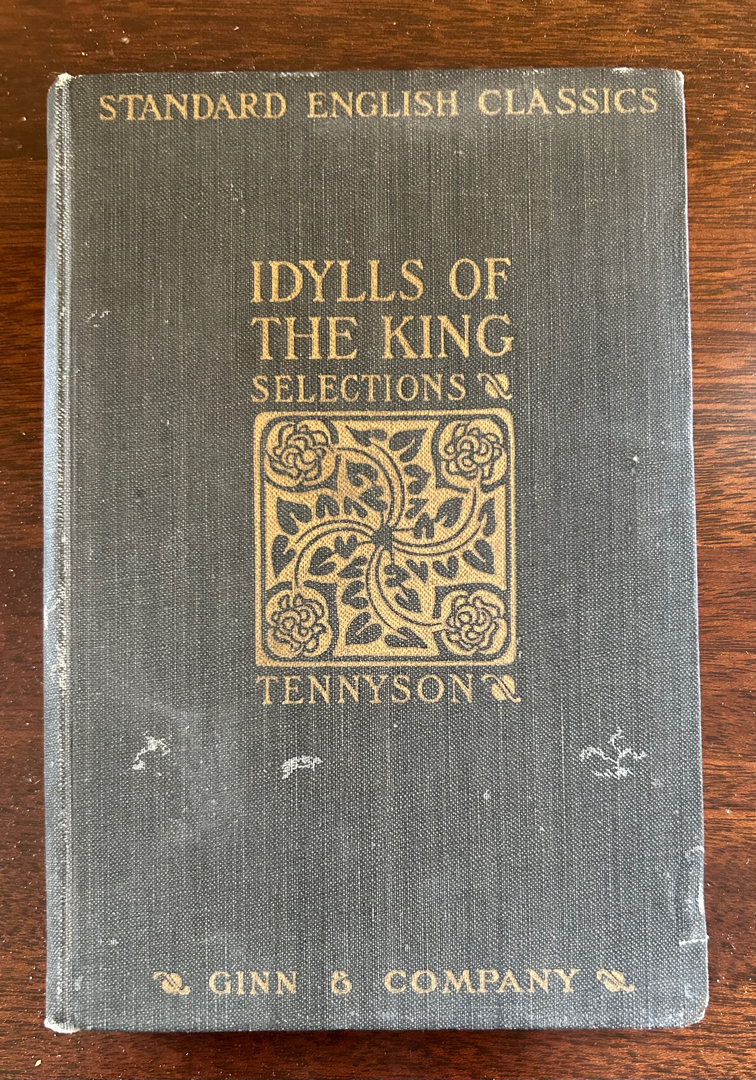 STANDARD ENGLISH CLASSICS
IDYLLS OF
THE KING
SELECTIONS
TENNYSON
GINN & COMPANY